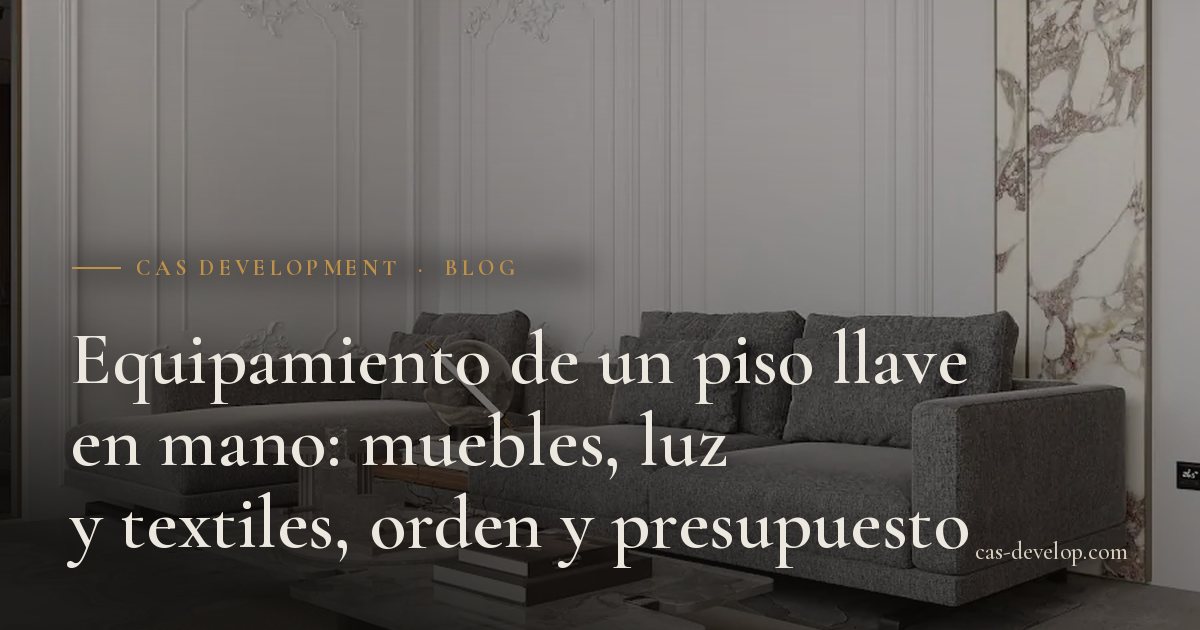 CAS DEVELOPMENT · BLOG
Equipamiento de un piso llave
en mano: muebles, luz
y textiles, orden y presupuesto
cas-develop.com